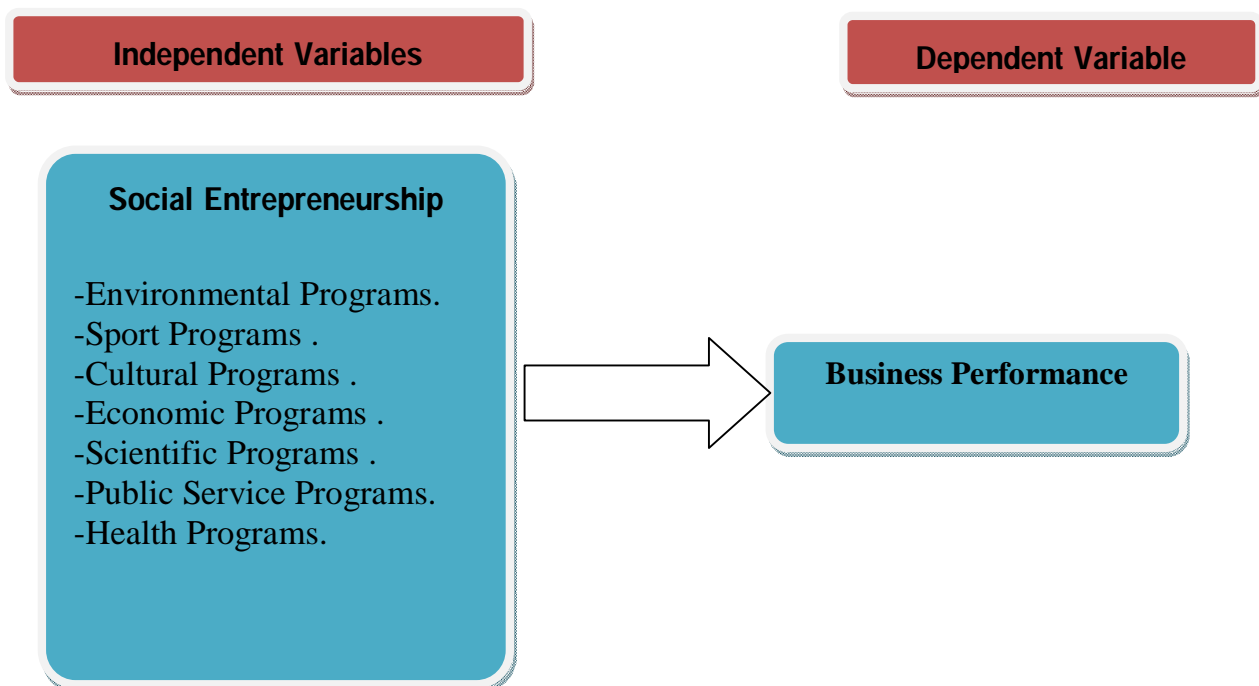 Independent Variables
Dependent Variable
Social Entrepreneurship
-Environmental Programs.
-Sport Programs .
-Cultural Programs .
-Economic Programs .
-Scientific Programs .
-Public Service Programs.
-Health Programs.
Business Performance